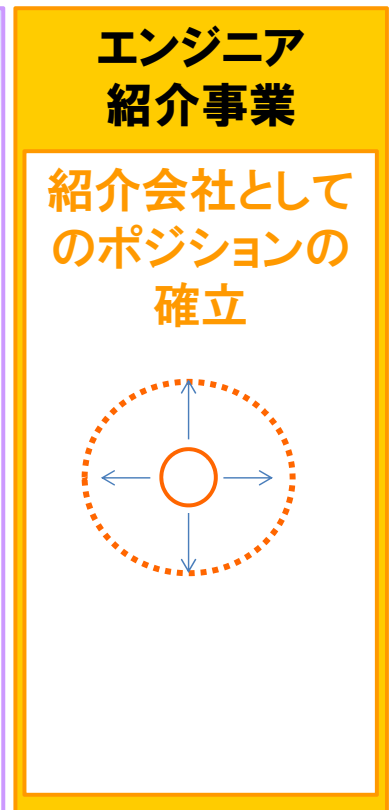 エンジニア
紹介事業
紹介会社として
のポジションの
確立